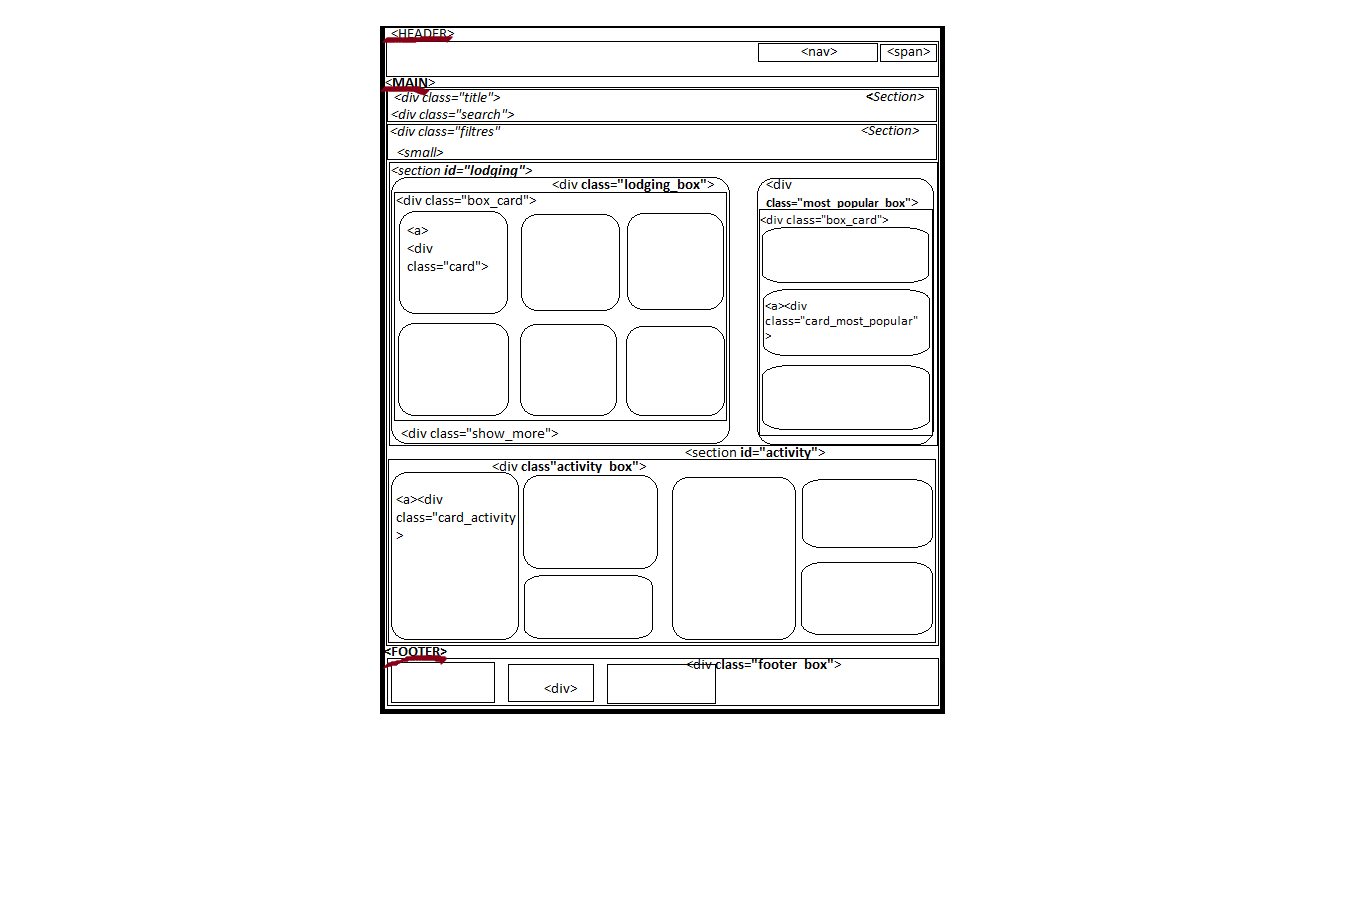 <HEADER>
<nav>
<span>
<MAIN>
<div class="title">
<Section>
<div class="search">
<div class="filtres"
<Section>
<small>
<section id="lodging">
<div class="lodging_box">
<div class="box_card">
<a>
<div
class="card">
<div class="show_more">
<div
class="most_popular_box">
<div class="box_card">
<a><div
class="card_most_popular"
>
<section id="activity">
<div class"activity_box">
<a><div
class="card_activity
>
<FOOTER>
<div class="footer_box">
<div>